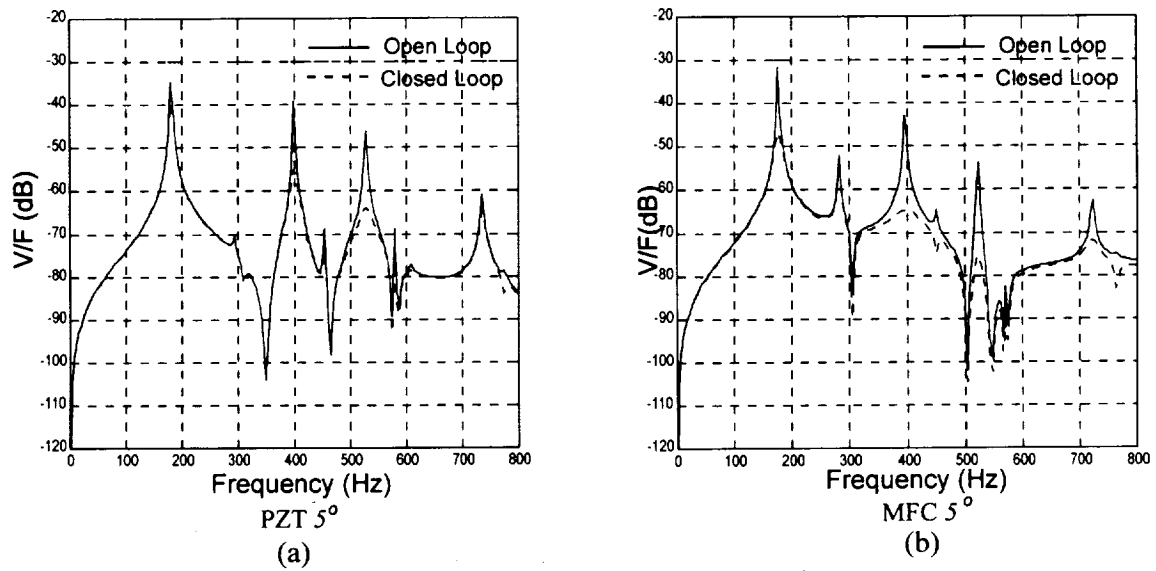 -20
-30
-40
-50
-60
-70
-80
-90
-100
-110
-120
V/F (dB)
Open Loop
Closed Loop
0 100 200 300 400 500 600 700 800
Frequency (Hz)
PZT 5°
(a)
-20
-30
-40
-50
-60
-70
-80
-90
-100
-110
-120
V/F(dB)
Open Loop
Closed Loop
0 100 200 300 400 500 600 700 800
Frequency (Hz)
MFC 5°
(b)